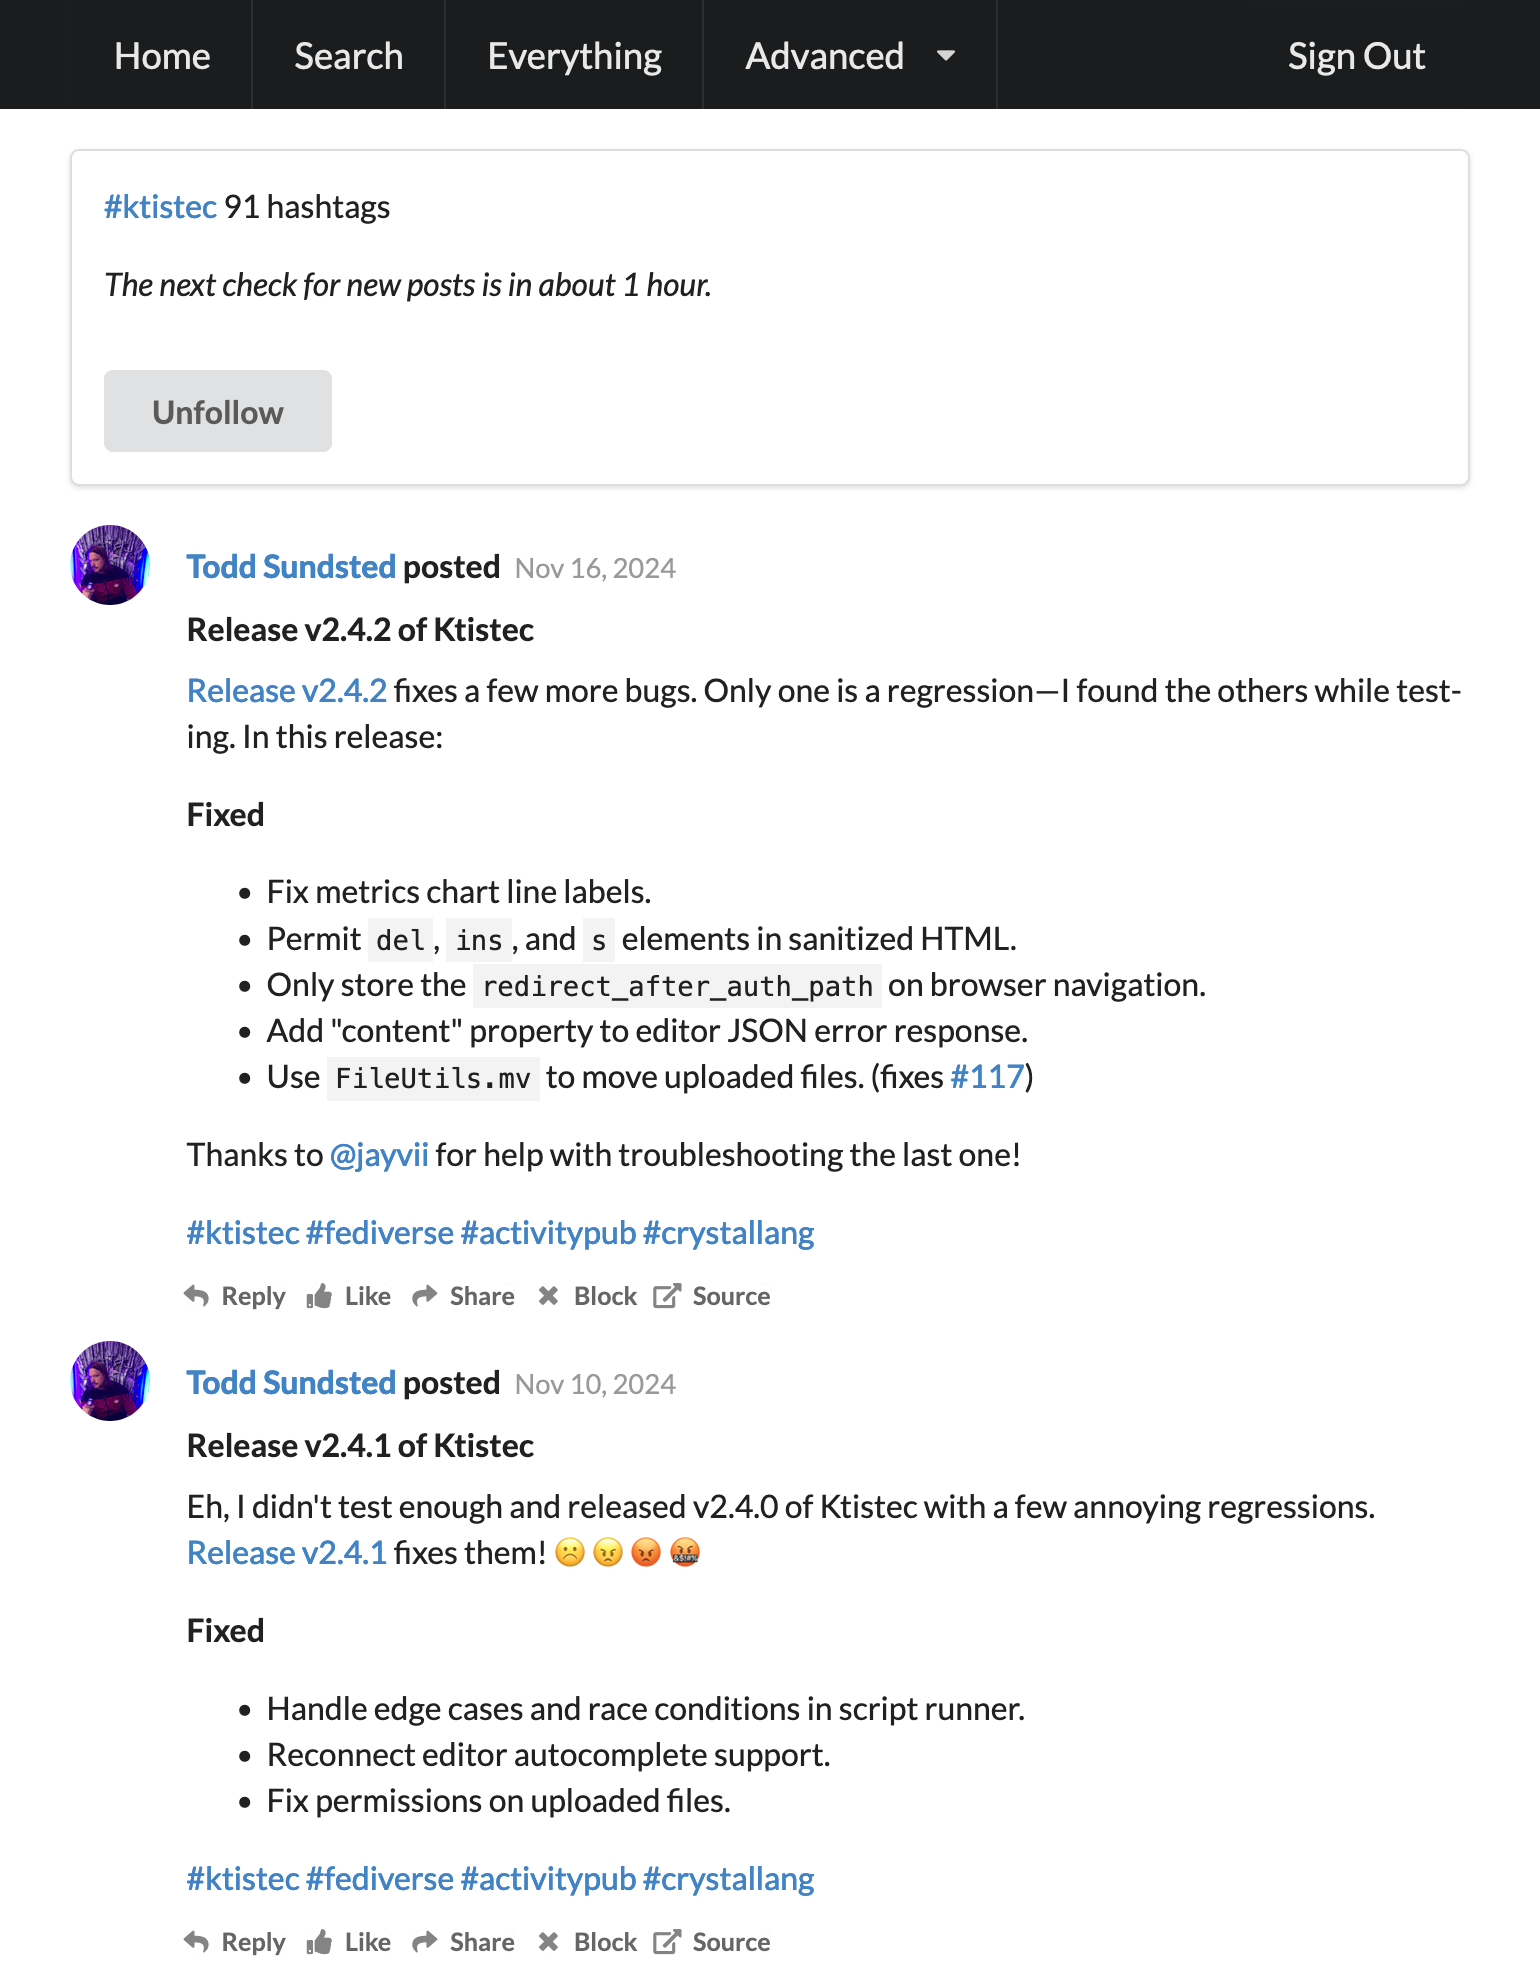 Home Search Everything Advanced Sign Out
#ktistec 91 hashtags
The next check for new posts is in about 1 hour.
Unfollow
Todd Sundsted posted Nov 16, 2024
Release v2.4.2 of Ktistec
Release v2.4.2 fixes a few more bugs. Only one is a regression—I found the others while test-
ing. In this release:
Fixed
• Fix metrics chart line labels.
• Permit del, ins, and s elements in sanitized HTML.
• Only store the redirect_after_auth_path on browser navigation.
• Add "content" property to editor JSON error response.
• Use FileUtils.mv to move uploaded files. (fixes #117)
Thanks to @jayvii for help with troubleshooting the last one!
#ktistec #fediverse #activitypub #crystallang
Reply Like Share Block Source
Todd Sundsted posted Nov 10, 2024
Release v2.4.1 of Ktistec
Eh, I didn't test enough and released v2.4.0 of Ktistec with a few annoying regressions.
Release v2.4.1 fixes them! ☹️ 😠 😡 🤬
Fixed
• Handle edge cases and race conditions in script runner.
• Reconnect editor autocomplete support.
• Fix permissions on uploaded files.
#ktistec #fediverse #activitypub #crystallang
Reply Like Share Block Source